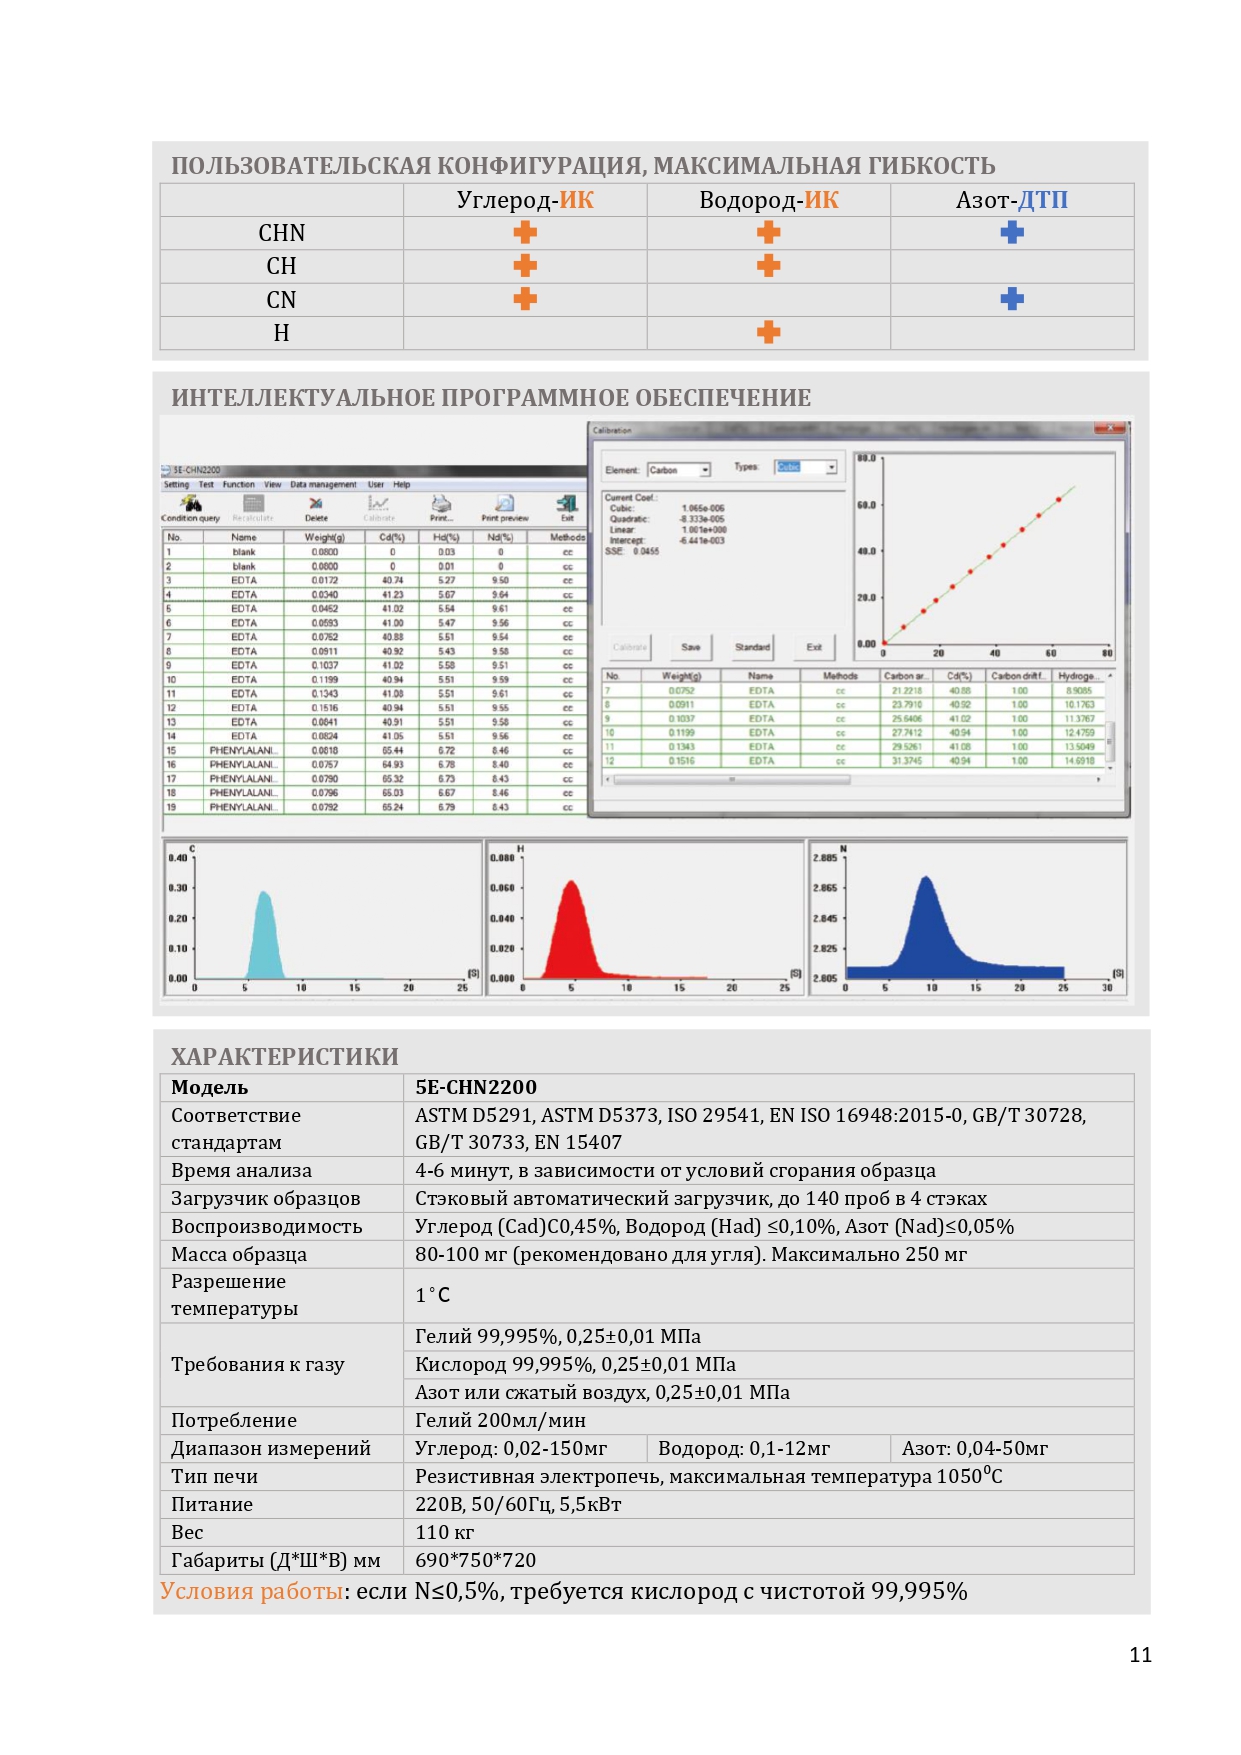 ПОЛЬЗОВАТЕЛЬСКАЯ КОНФИГУРАЦИЯ, МАКСИМАЛЬНАЯ ГИБКОСТЬ
Углерод-ИК Водород-ИК Азот-ДТП
CHN
CH
CN
H
ИНТЕЛЛЕКТУАЛЬНОЕ ПРОГРАММНОЕ ОБЕСПЕЧЕНИЕ
5E-CHN2200
Setting Test Function View Data management User Help
Condition query Recalculate Delete Calibrate Print... Print preview Exit
No. Name Weight(g) Cd(%) Hd(%) Nd(%) Methods
1 blank 0.0800 0 0.03 0 cc
2 blank 0.0800 0 0.01 0 cc
3 EDTA 0.0172 40.74 5.27 9.50 cc
4 EDTA 0.0340 41.23 5.67 9.64 cc
5 EDTA 0.0452 41.02 5.54 9.61 cc
6 EDTA 0.0593 41.00 5.47 9.56 cc
7 EDTA 0.0752 40.88 5.51 9.54 cc
8 EDTA 0.0911 40.92 5.43 9.58 cc
9 EDTA 0.1037 41.02 5.58 9.51 cc
10 EDTA 0.1199 40.94 5.51 9.59 cc
11 EDTA 0.1343 41.08 5.51 9.61 cc
12 EDTA 0.1516 40.94 5.51 9.55 cc
13 EDTA 0.0841 40.91 5.51 9.58 cc
14 EDTA 0.0824 41.05 5.51 9.56 cc
15 PHENYLALANI... 0.0818 65.44 6.72 8.46 cc
16 PHENYLALANI... 0.0757 64.93 6.78 8.40 cc
17 PHENYLALANI... 0.0790 65.32 6.73 8.43 cc
18 PHENYLALANI... 0.0796 65.03 6.67 8.46 cc
19 PHENYLALANI... 0.0792 65.24 6.79 8.43 cc
Calibration
Element: Carbon Types: Cubic
Current Coef.:
Cubic: 1.065e-006
Quadratic: -8.333e-005
Linear: 1.001e+000
Intercept: -6.441e-003
SSE: 0.0455
Calibrate Save Standard Exit
80.0
60.0
40.0
20.0
0.00
0 20 40 60 80
No. Weight(g) Name Methods Carbon ar... Cd(%) Carbon drift f... Hydroge...
7 0.0752 EDTA cc 21.2218 40.88 1.00 8.9085
8 0.0911 EDTA cc 23.7910 40.92 1.00 10.1763
9 0.1037 EDTA cc 25.6406 41.02 1.00 11.3767
10 0.1199 EDTA cc 27.7412 40.94 1.00 12.4759
11 0.1343 EDTA cc 29.5261 41.08 1.00 13.5049
12 0.1516 EDTA cc 31.3745 40.94 1.00 14.6918
C
0.40
0.30
0.20
0.10
0.00
0 5 10 15 20 25
[S]
H
0.080
0.060
0.040
0.020
0.000
0 5 10 15 20 25
[S]
N
2.885
2.865
2.845
2.825
2.805
0 5 10 15 20 25 30
[S]
ХАРАКТЕРИСТИКИ
Модель 5E-CHN2200
Соответствие стандартам ASTM D5291, ASTM D5373, ISO 29541, EN ISO 16948:2015-0, GB/T 30728,
GB/T 30733, EN 15407
Время анализа 4-6 минут, в зависимости от условий сгорания образца
Загрузчик образцов Стэковый автоматический загрузчик, до 140 проб в 4 стэках
Воспроизводимость Углерод (Cad)C0,45%, Водород (Had) ≤0,10%, Азот (Nad)≤0,05%
Масса образца 80-100 мг (рекомендовано для угля). Максимально 250 мг
Разрешение температуры 1˚С
Требования к газу
Гелий 99,995%, 0,25±0,01 МПа
Кислород 99,995%, 0,25±0,01 МПа
Азот или сжатый воздух, 0,25±0,01 МПа
Потребление Гелий 200мл/мин
Диапазон измерений Углерод: 0,02-150мг Водород: 0,1-12мг Азот: 0,04-50мг
Тип печи Резистивная электропечь, максимальная температура 1050⁰С
Питание 220В, 50/60Гц, 5,5кВт
Вес 110 кг
Габариты (Д*Ш*В) мм 690*750*720
Условия работы: если N≤0,5%, требуется кислород с чистотой 99,995%
11